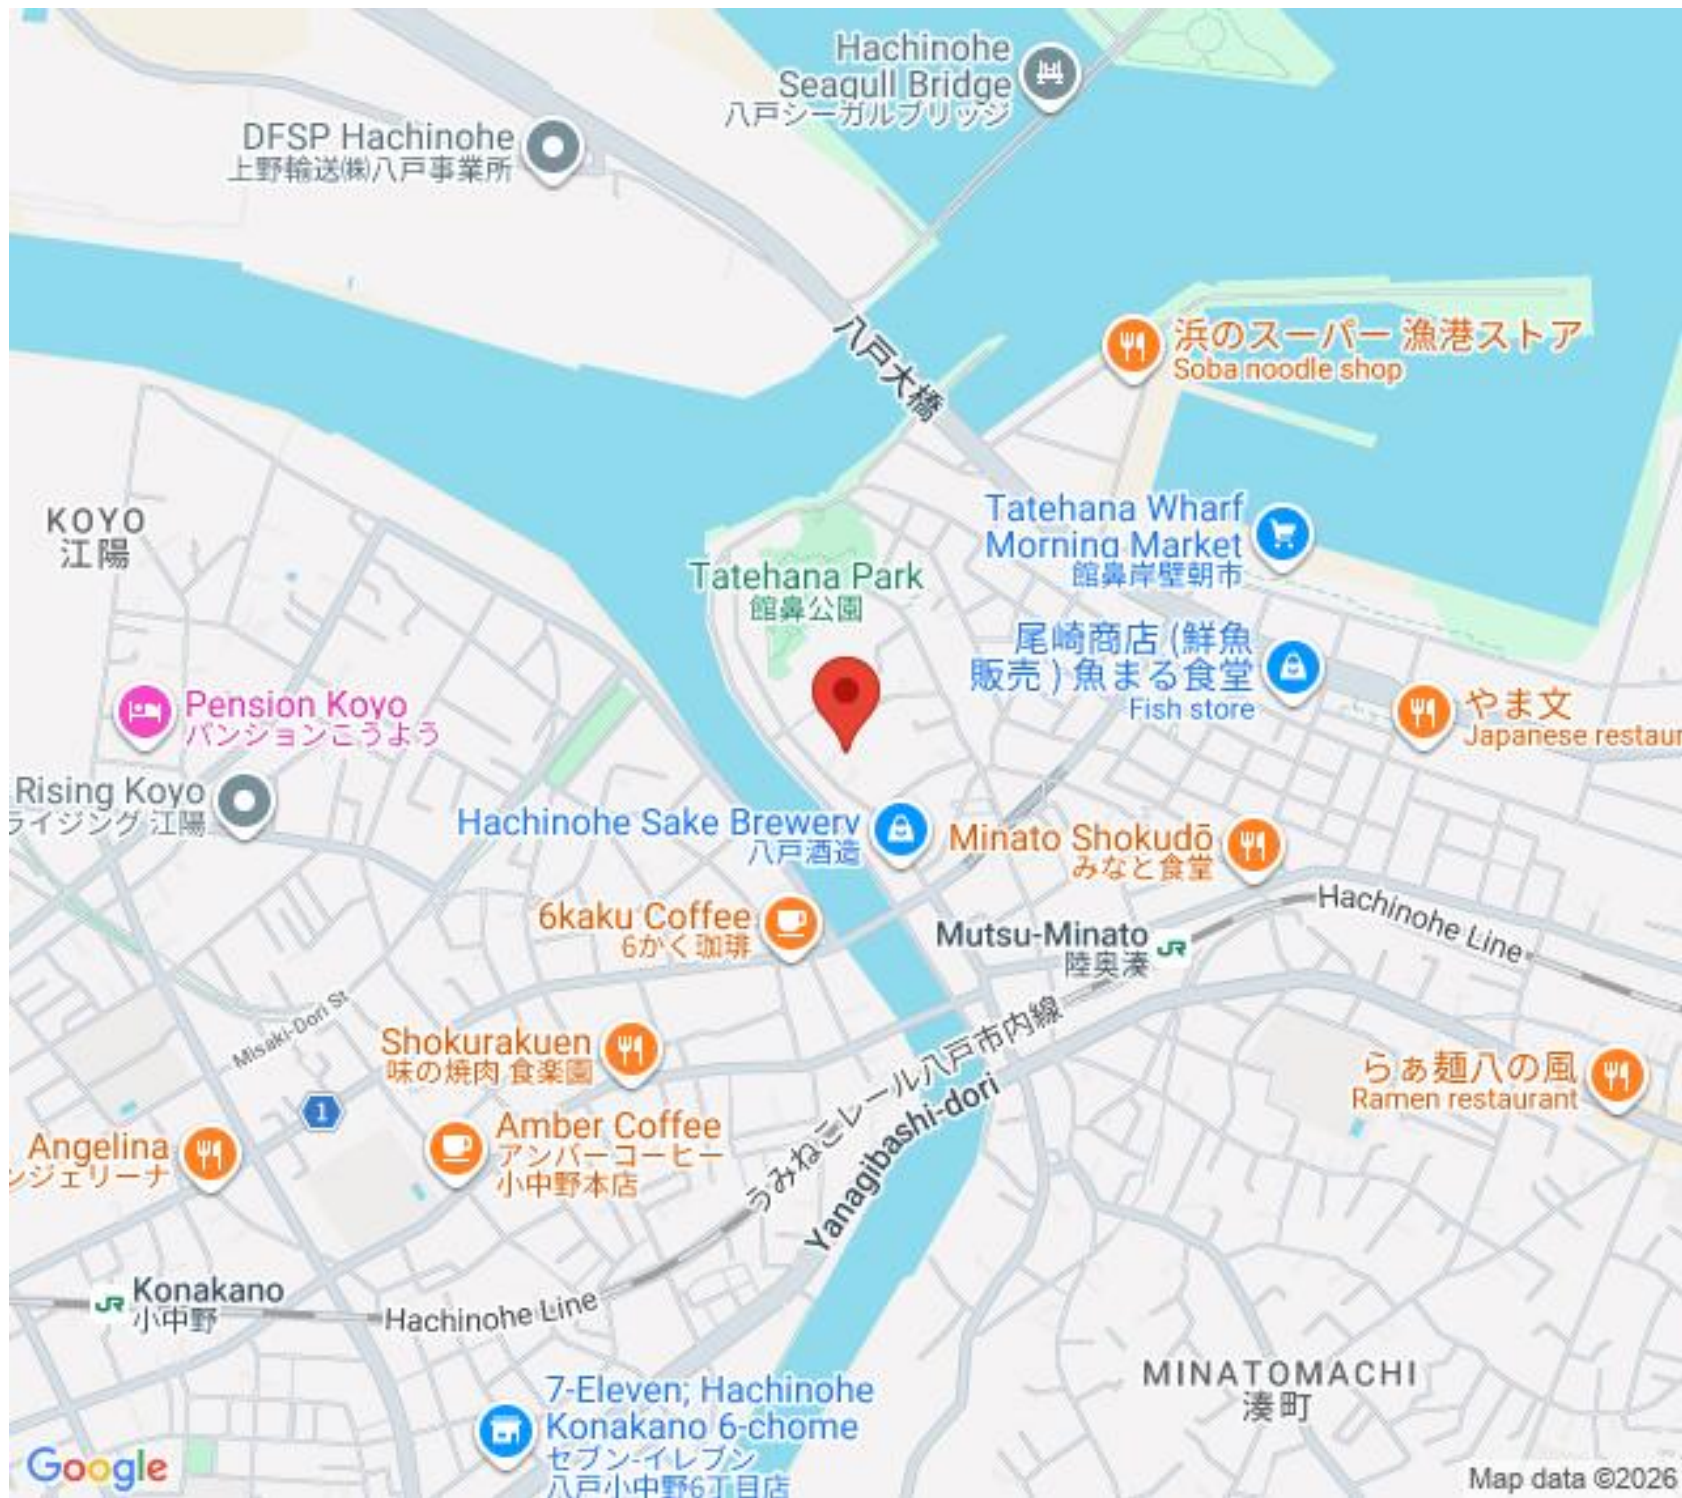 Hachinohe
Seagull Bridge
八戸シーガルブリッジ
DFSP Hachinohe
上野輸送㈱八戸事業所
八戸大橋
浜のスーパー 漁港ストア
Soba noodle shop
KOYO
江陽
Tatehana Wharf
Morning Market
館鼻岸壁朝市
Tatehana Park
館鼻公園
尾崎商店 (鮮魚
販売 ) 魚まる食堂
Fish store
やま文
Japanese restaur
Pension Koyo
パンションこうよう
Rising Koyo
ライジング 江陽
Hachinohe Sake Brewery
八戸酒造
Minato Shokudō
みなと食堂
Hachinohe Line
6kaku Coffee
6かく珈琲
Mutsu-Minato
陸奥湊
JR
Misaki-Dori St
Shokurakuen
味の焼肉 食楽園
うみねこレール八戸市内線
Yanagibashi-dori
らぁ麺八の風
Ramen restaurant
1
Angelina
ンジェリーナ
Amber Coffee
アンバーコーヒー
小中野本店
JR
Konakano
小中野
Hachinohe Line
MINATOMACHI
湊町
7-Eleven; Hachinohe
Konakano 6-chome
セブン-イレブン
八戸小中野6丁目店
Google
Map data ©2026